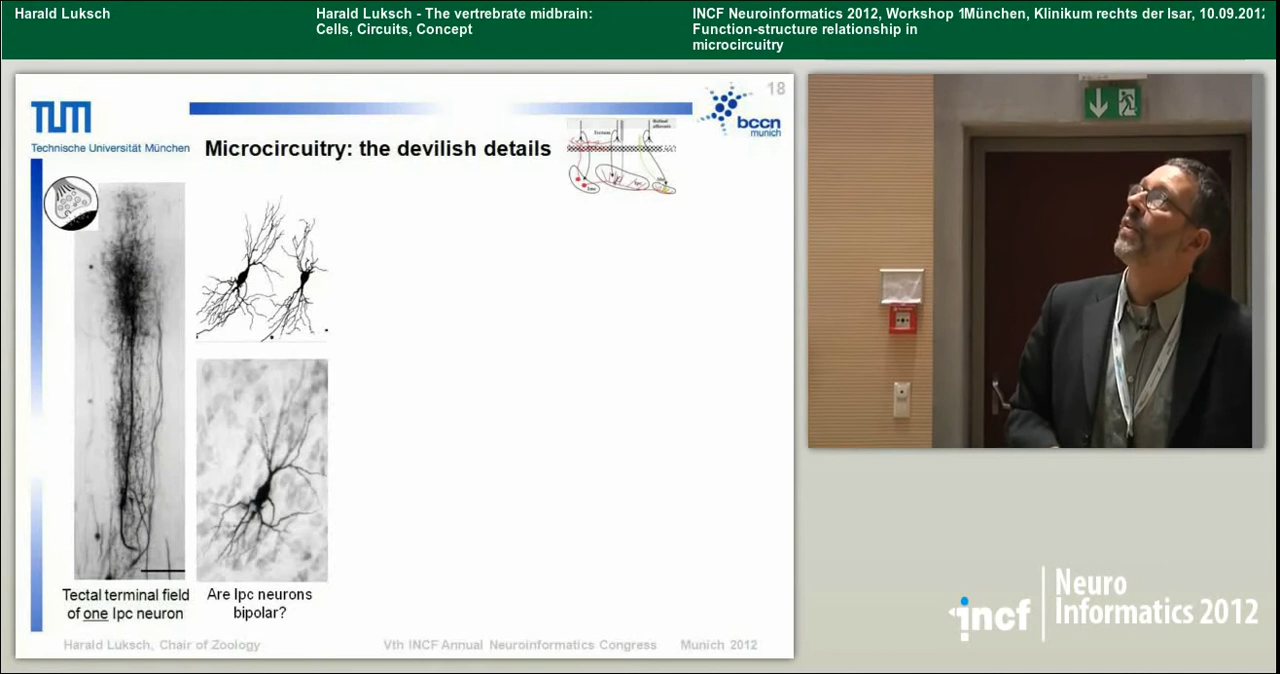 Harald Luksch
Harald Luksch - The vertrebrate midbrain:
Cells, Circuits, Concept
INCF Neuroinformatics 2012, Workshop 1München, Klinikum rechts der Isar, 10.09.2012
Function-structure relationship in
microcircuitry
18
TUM
Technische Universität München
bccn
munich
Microcircuitry: the devilish details
Tectal terminal field
of one Ipc neuron
Are Ipc neurons
bipolar?
Harald Luksch, Chair of Zoology
Vth INCF Annual Neuroinformatics Congress
Munich 2012
incf
Neuro
Informatics 2012